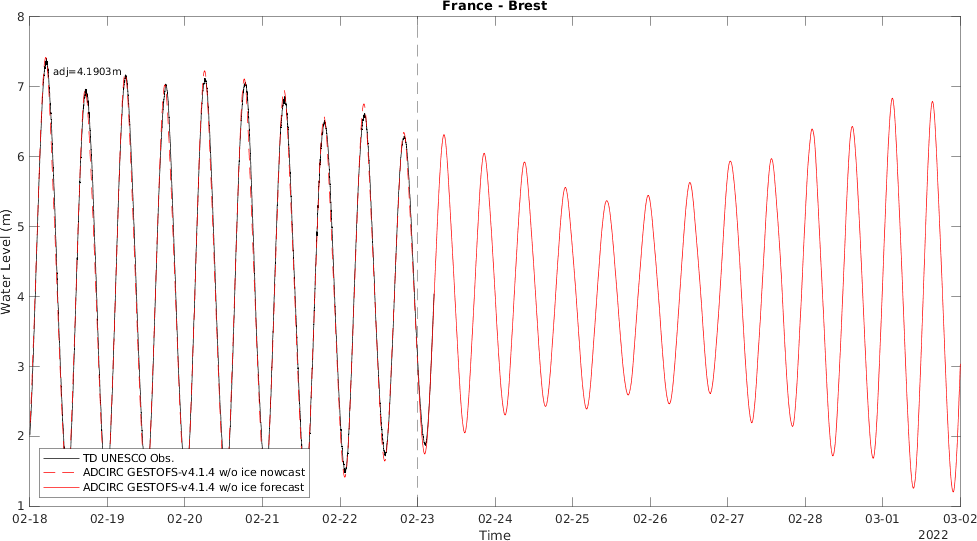 France - Brest
8
adj=4.1903m
7
6
5
Water Level (m)
4
3
2
TD UNESCO Obs.
ADCIRC GESTOFS-v4.1.4 w/o ice nowcast
ADCIRC GESTOFS-v4.1.4 w/o ice forecast
1
02-18 02-19 02-20 02-21 02-22 02-23 02-24 02-25 02-26 02-27 02-28 03-01 03-02
Time 2022